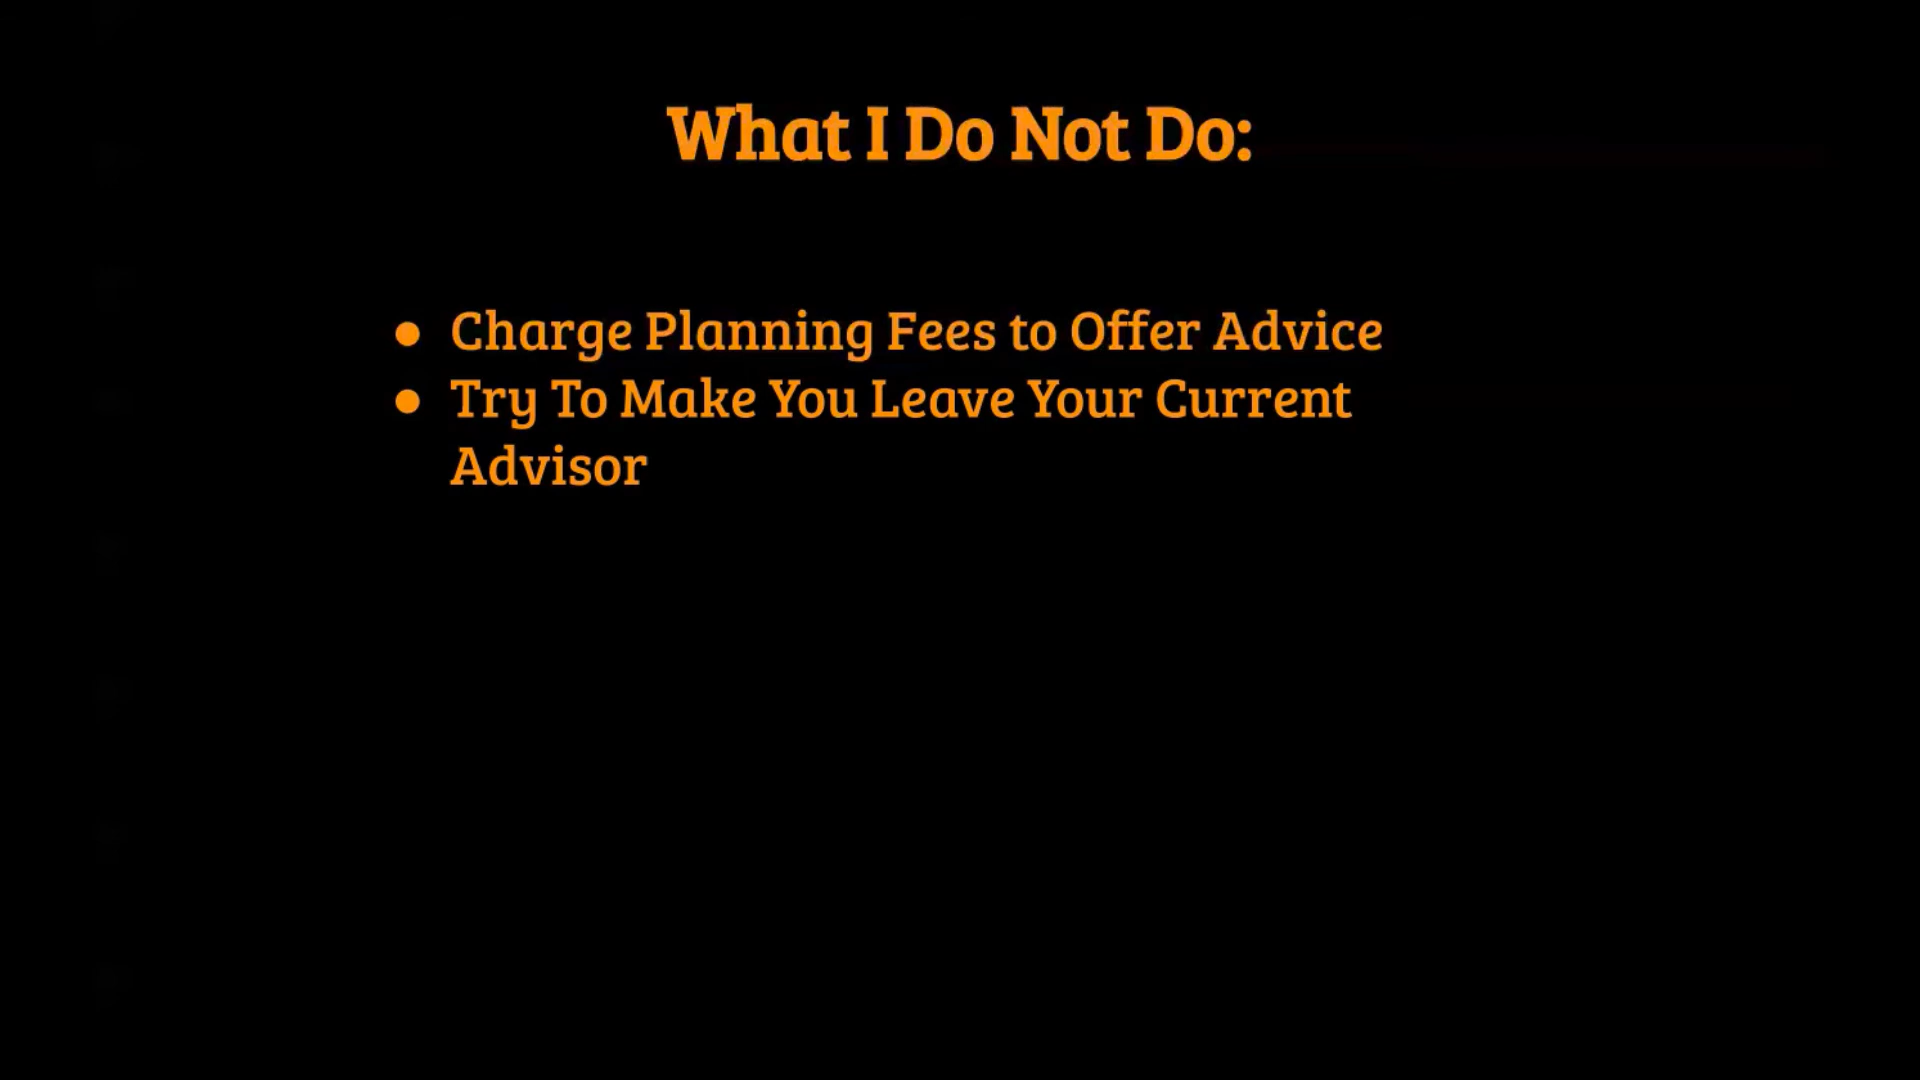 What I Do Not Do:
● Charge Planning Fees to Offer Advice
● Try To Make You Leave Your Current
Advisor